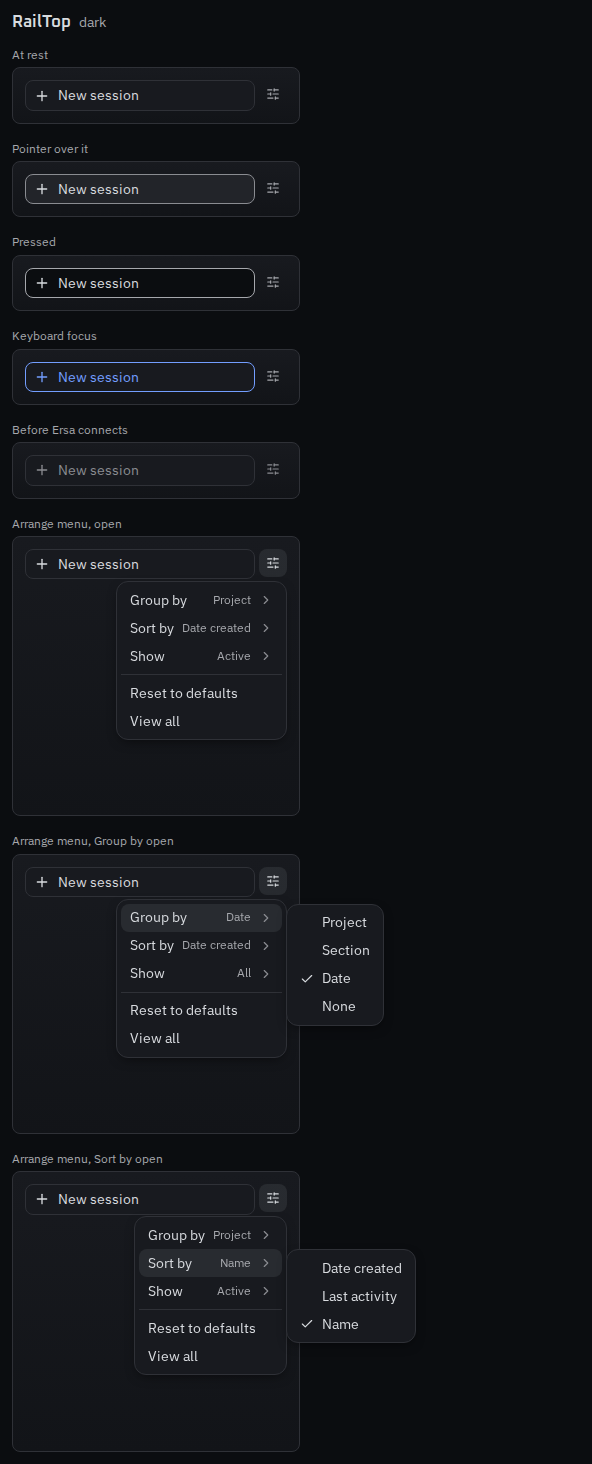 RailTop dark
At rest
New session
Pointer over it
New session
Pressed
New session
Keyboard focus
New session
Before Ersa connects
New session
Arrange menu, open
New session
Group by Project
Sort by Date created
Show Active
Reset to defaults
View all
Arrange menu, Group by open
New session
Group by Date
Sort by Date created
Show All
Reset to defaults
View all
Project
Section
Date
None
Arrange menu, Sort by open
New session
Group by Project
Sort by Name
Show Active
Reset to defaults
View all
Date created
Last activity
Name